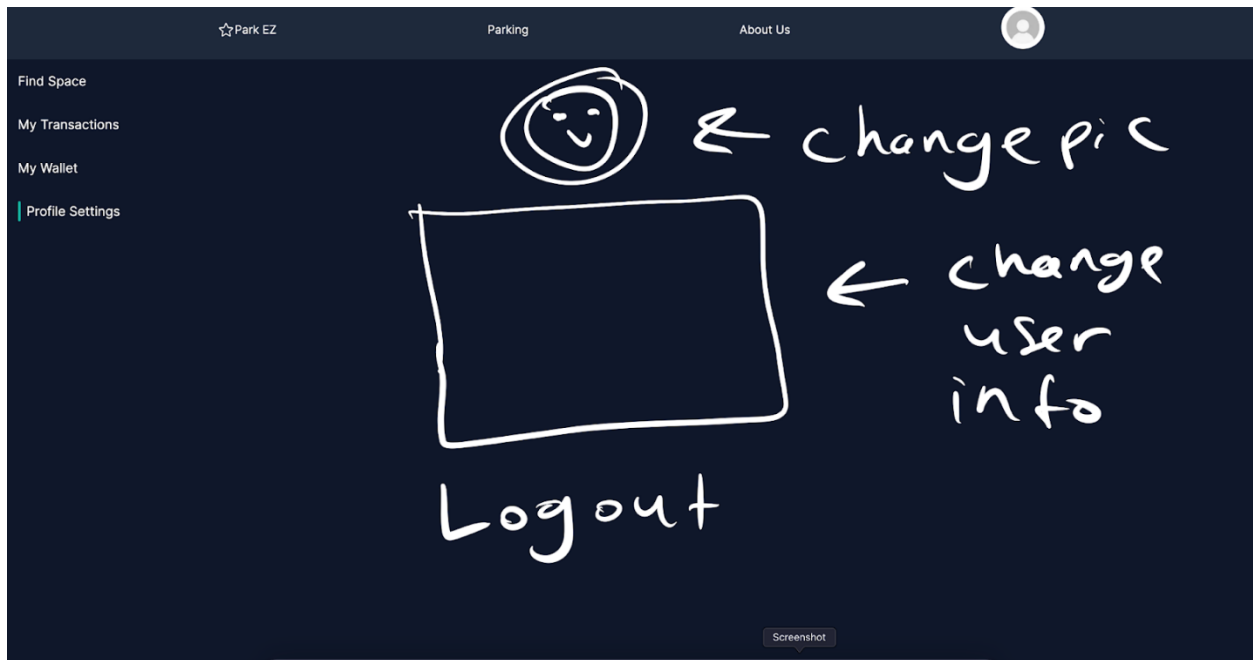 Park EZ Parking About Us
Find Space
My Transactions
My Wallet
Profile Settings
change pic
change
user
info
Logout
Screenshot